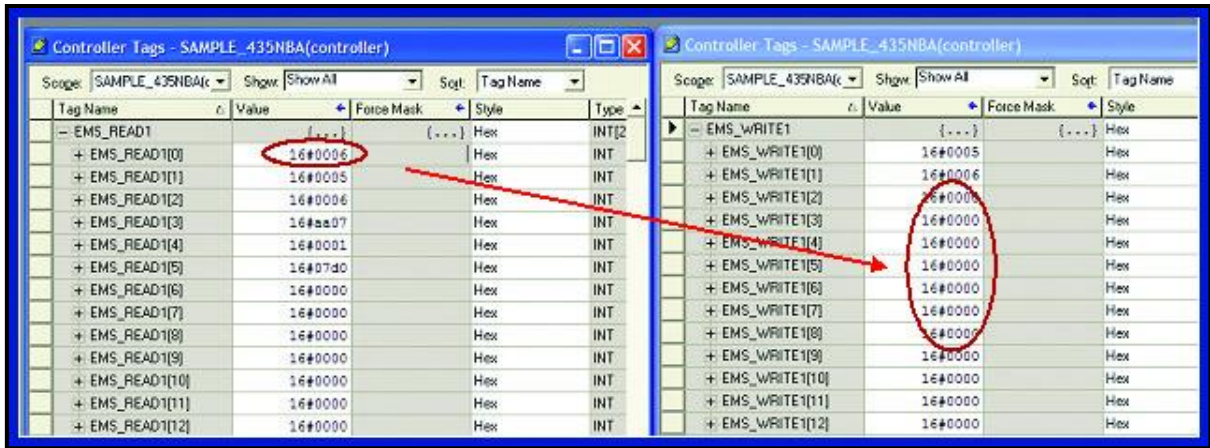 Controller Tags - SAMPLE_435NBA(controller)
Scope: SAMPLE_435NBA(c Show: Show All Sort: Tag Name
Tag Name Value Force Mask Style Type
EMS_READ1 {...} {...} Hex INT[2
EMS_READ1[0] 16#0006 Hex INT
EMS_READ1[1] 16#0005 Hex INT
EMS_READ1[2] 16#0006 Hex INT
EMS_READ1[3] 16#aa07 Hex INT
EMS_READ1[4] 16#0001 Hex INT
EMS_READ1[5] 16#07d0 Hex INT
EMS_READ1[6] 16#0000 Hex INT
EMS_READ1[7] 16#0000 Hex INT
EMS_READ1[8] 16#0000 Hex INT
EMS_READ1[9] 16#0000 Hex INT
EMS_READ1[10] 16#0000 Hex INT
EMS_READ1[11] 16#0000 Hex INT
EMS_READ1[12] 16#0000 Hex INT
Controller Tags - SAMPLE_435NBA(controller)
Scope: SAMPLE_435NBA(c Show: Show All Sort: Tag Name
Tag Name Value Force Mask Style
EMS_WRITE1 {...} {...} Hex
EMS_WRITE1[0] 16#0005 Hex
EMS_WRITE1[1] 16#0006 Hex
EMS_WRITE1[2] Hex
EMS_WRITE1[3] 16#0000 Hex
EMS_WRITE1[4] 16#0000 Hex
EMS_WRITE1[5] 16#0000 Hex
EMS_WRITE1[6] 16#0000 Hex
EMS_WRITE1[7] 16#0000 Hex
EMS_WRITE1[8] 16#0000 Hex
EMS_WRITE1[9] 16#0000 Hex
EMS_WRITE1[10] 16#0000 Hex
EMS_WRITE1[11] 16#0000 Hex
EMS_WRITE1[12] 16#0000 Hex